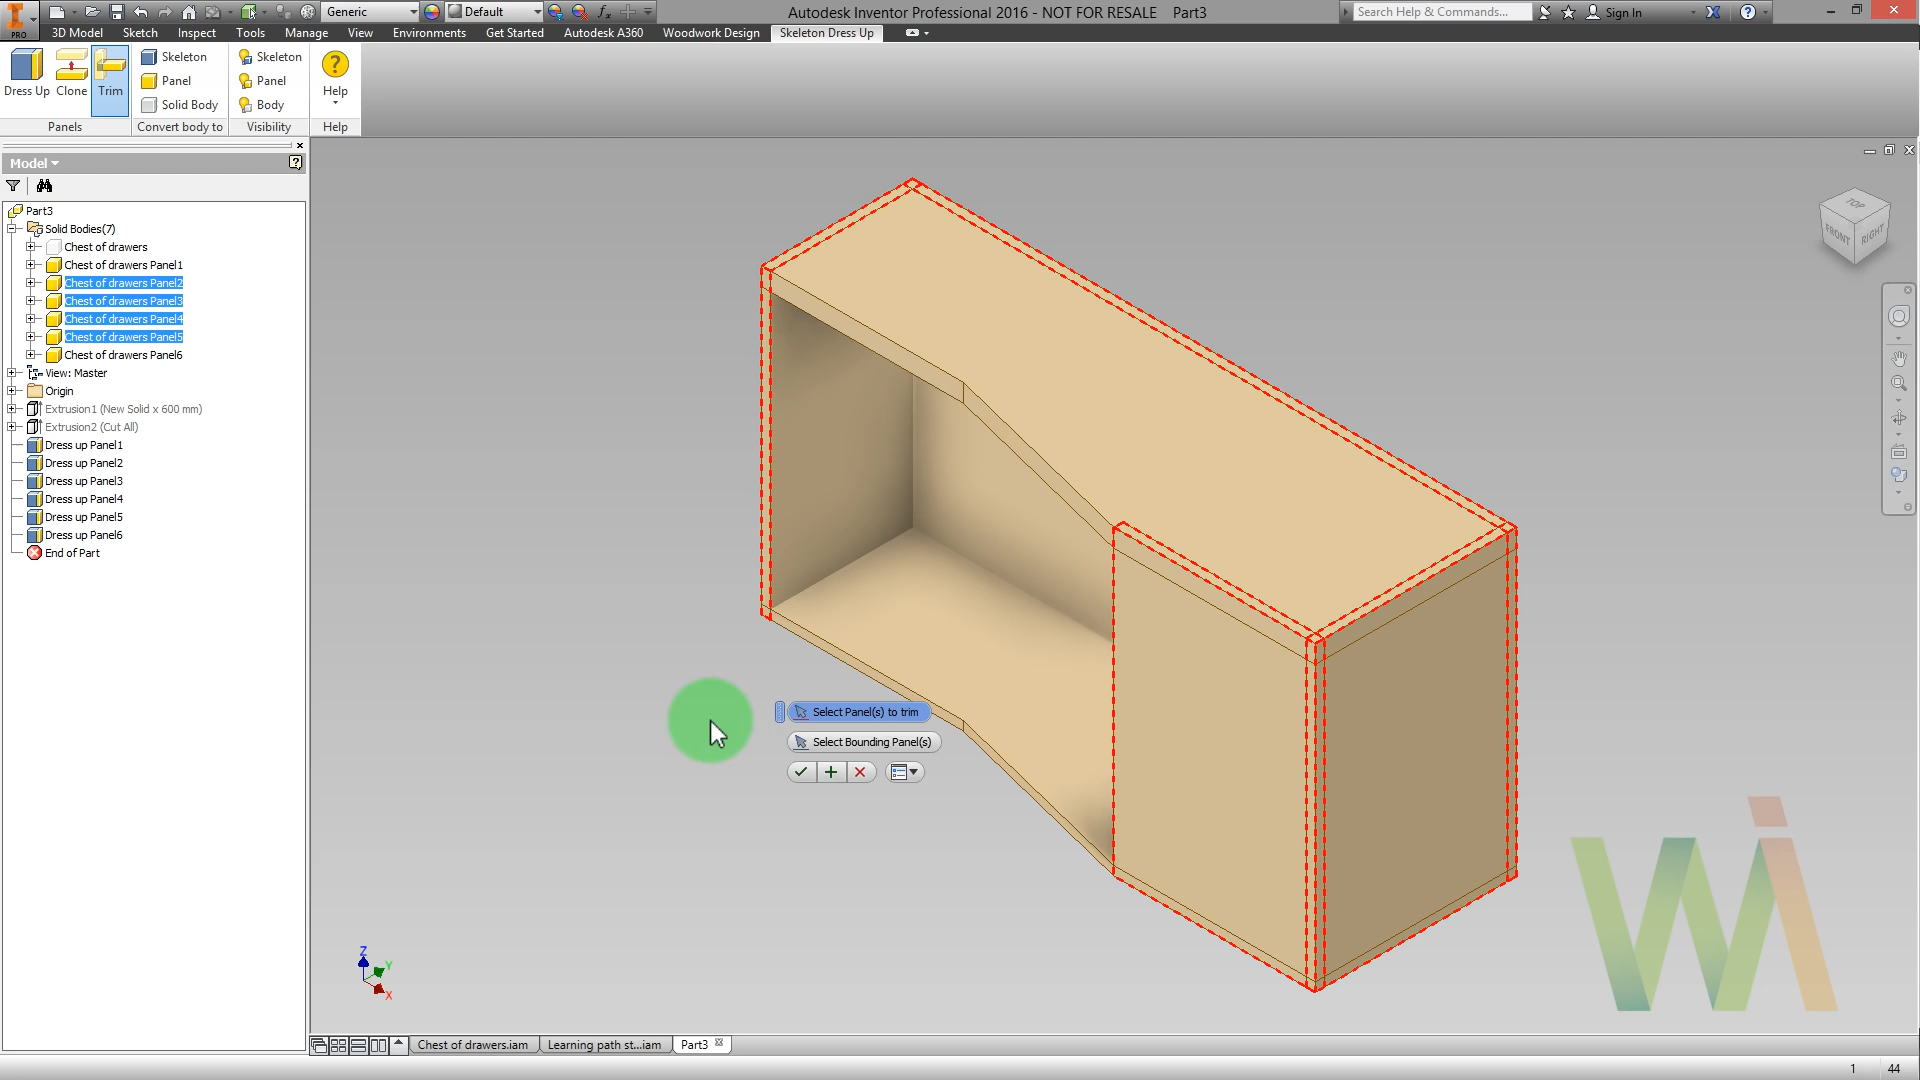 Generic
Default
Autodesk Inventor Professional 2016 - NOT FOR RESALE Part3
Search Help & Commands...
Sign In
PRO
3D Model Sketch Inspect Tools Manage View Environments Get Started Autodesk A360 Woodwork Design Skeleton Dress Up
Dress Up Clone Trim
Panels
Skeleton
Panel
Solid Body
Convert body to
Skeleton
Panel
Body
Visibility
Help
Help
Model
Part3
Solid Bodies(7)
Chest of drawers
Chest of drawers Panel1
Chest of drawers Panel2
Chest of drawers Panel3
Chest of drawers Panel4
Chest of drawers Panel5
Chest of drawers Panel6
View: Master
Origin
Extrusion1 (New Solid x 600 mm)
Extrusion2 (Cut All)
Dress up Panel1
Dress up Panel2
Dress up Panel3
Dress up Panel4
Dress up Panel5
Dress up Panel6
End of Part
TOP
FRONT
RIGHT
Select Panel(s) to trim
Select Bounding Panel(s)
Z
Y
X
Wi
Chest of drawers.iam
Learning path st...iam
Part3
1 44